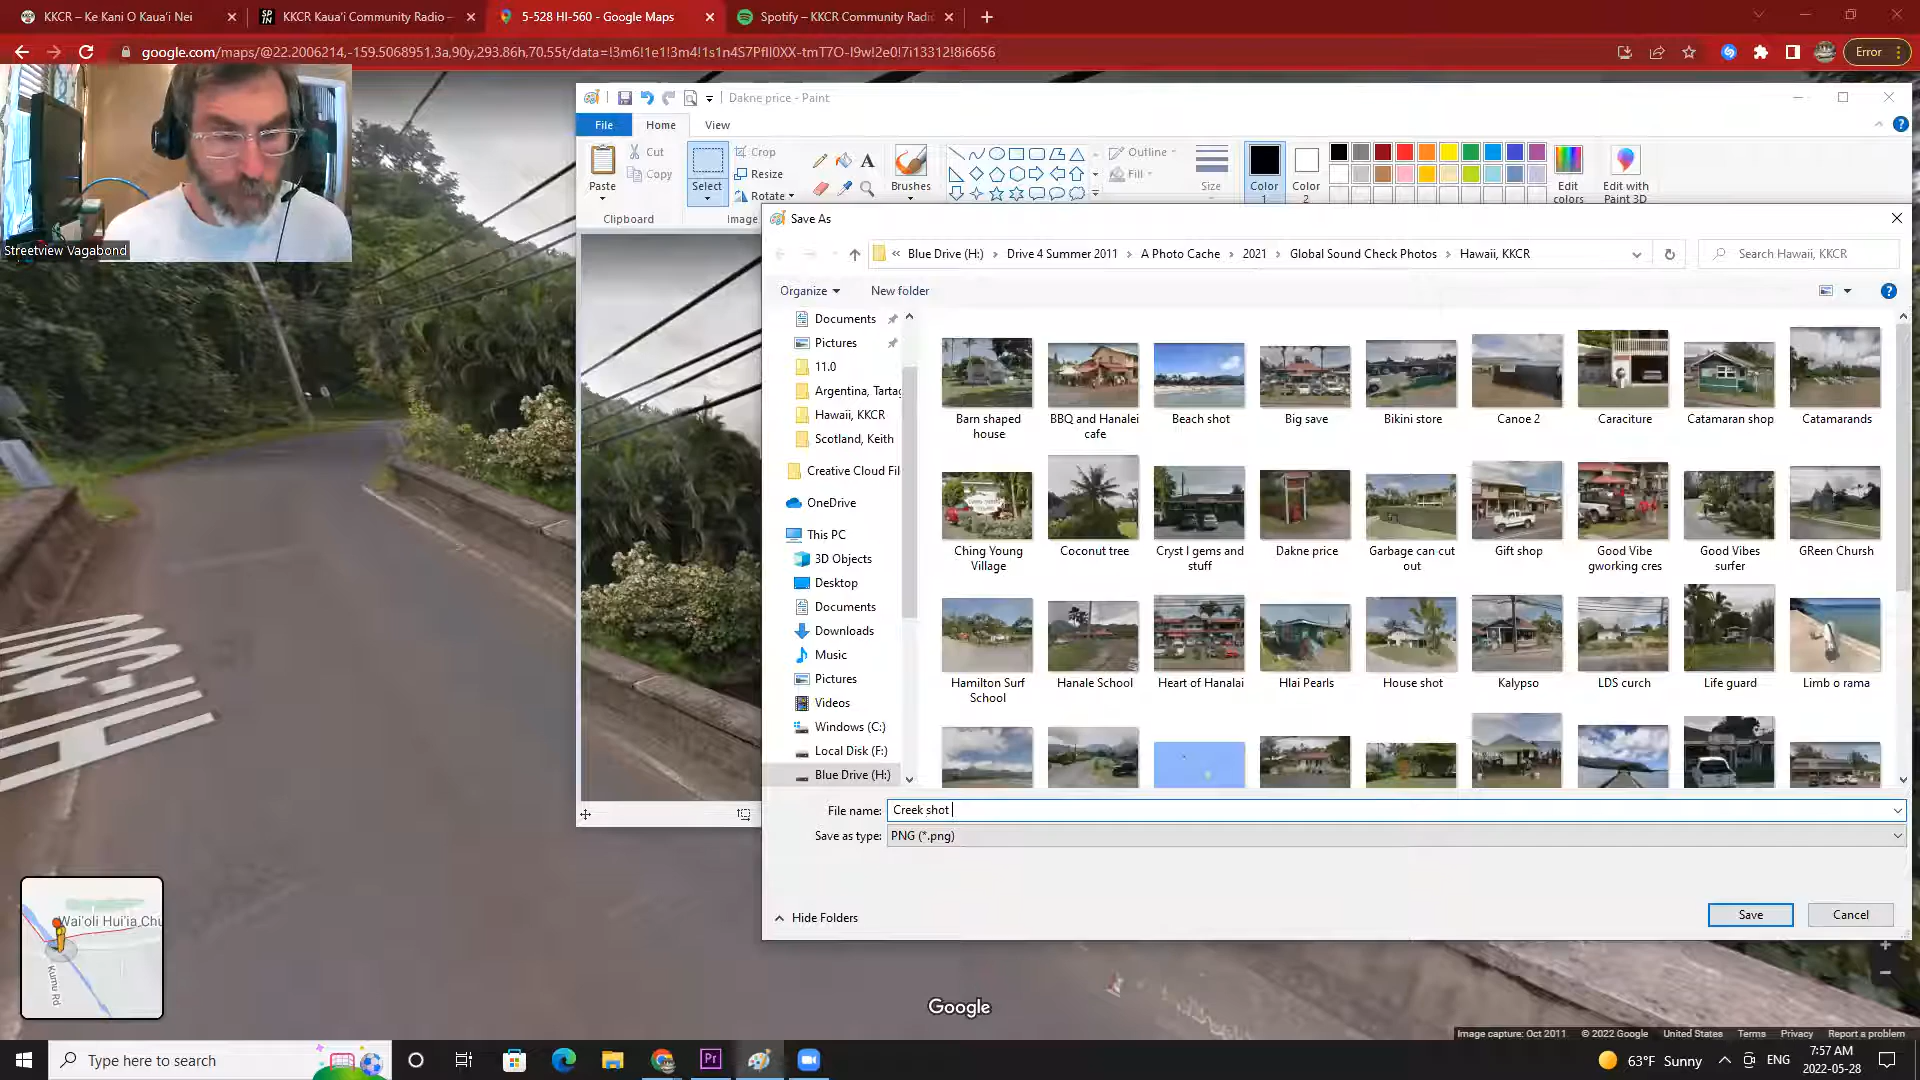 KKCR – Ke Kani O Kaua'i Nei
KKCR Kaua'i Community Radio –
5-528 HI-560 - Google Maps
Spotify – KKCR Community Radio
google.com/maps/@22.2006214,-159.5068951,3a,90y,293.86h,70.55t/data=!3m6!1e1!3m4!1s1n4S7PfIl0XX-tmT7O-I9w!2e0!7i13312!8i6656
Error
Streetview Vagabond
Dakne price - Paint
File
Home
View
Paste
Cut
Copy
Clipboard
Select
Crop
Resize
Rotate
Image
Brushes
Outline
Fill
Size
Color
1
Color
2
Edit
colors
Edit with
Paint 3D
Save As
« Blue Drive (H:) › Drive 4 Summer 2011 › A Photo Cache › 2021 › Global Sound Check Photos › Hawaii, KKCR
Search Hawaii, KKCR
Organize
New folder
Documents
Pictures
11.0
Argentina, Tartag
Hawaii, KKCR
Scotland, Keith
Creative Cloud Fil
OneDrive
This PC
3D Objects
Desktop
Documents
Downloads
Music
Pictures
Videos
Windows (C:)
Local Disk (F:)
Blue Drive (H:)
Barn shaped house
BBQ and Hanalei cafe
Beach shot
Big save
Bikini store
Canoe 2
Caraciture
Catamaran shop
Catamarands
Ching Young Village
Coconut tree
Cryst l gems and stuff
Dakne price
Garbage can cut out
Gift shop
Good Vibe gworking cres
Good Vibes surfer
GReen Chursh
Hamilton Surf School
Hanale School
Heart of Hanalai
Hlai Pearls
House shot
Kalypso
LDS curch
Life guard
Limb o rama
File name: Creek shot
Save as type: PNG (*.png)
Hide Folders
Save
Cancel
Wai'oli Hui'ia Chu
Kumu Rd
Google
Image capture: Oct 2011 © 2022 Google United States Terms Privacy Report a problem
Type here to search
Pr
63°F Sunny
ENG
7:57 AM
2022-05-28